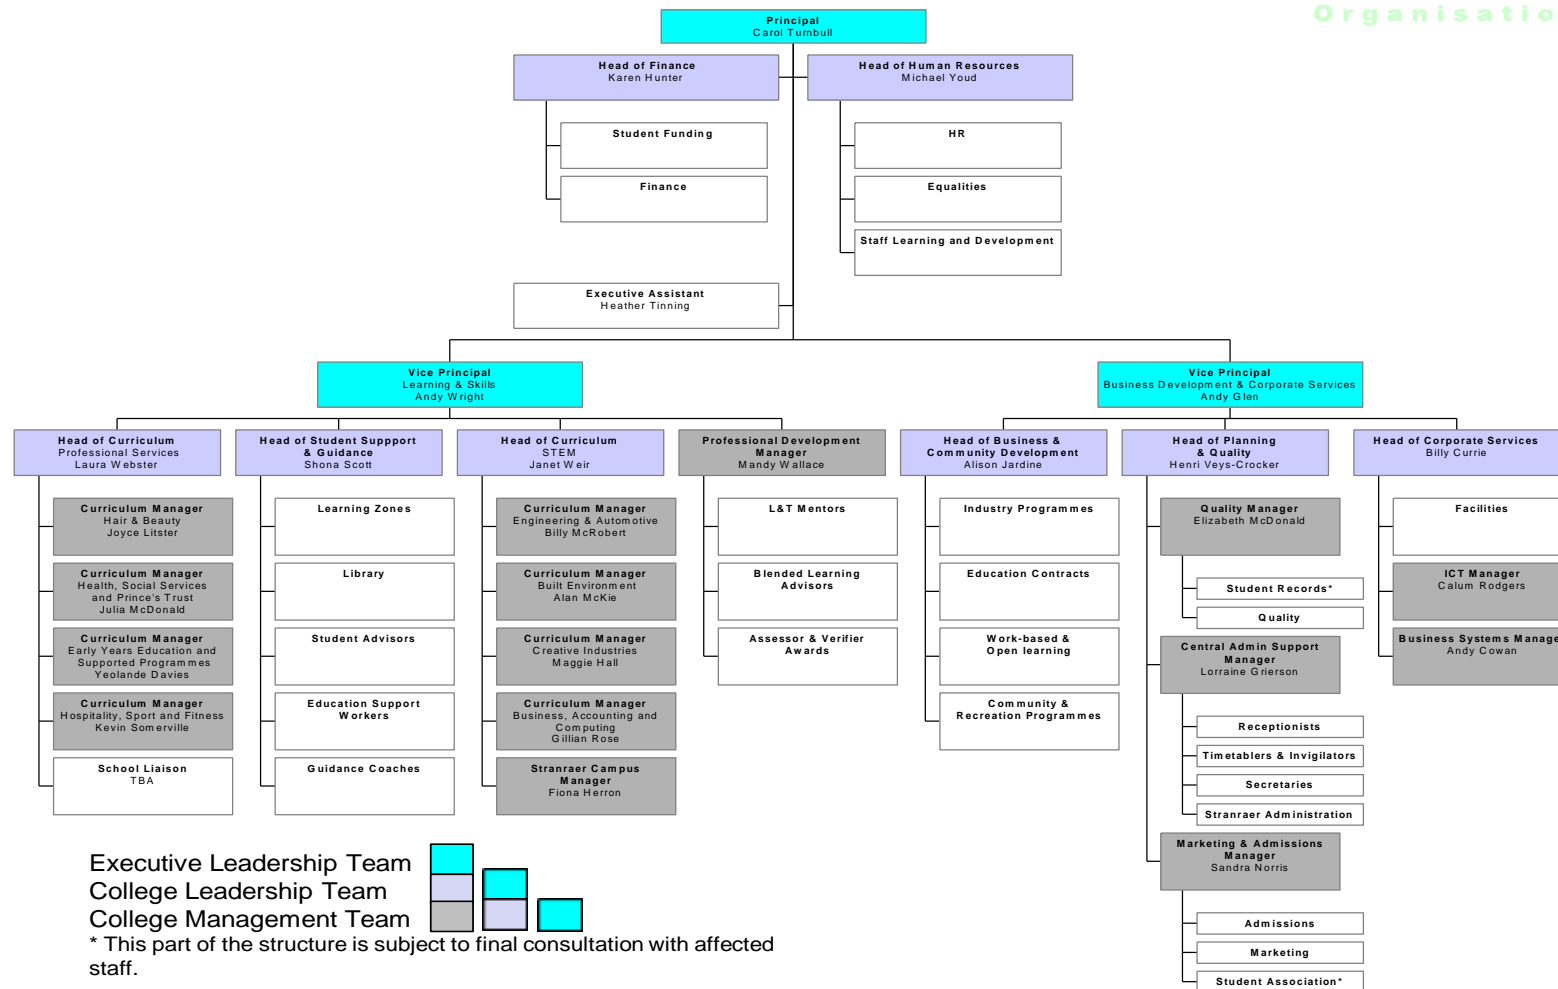 Organisatio
Principal
Carol Turnbull
Head of Finance
Karen Hunter
Head of Human Resources
Michael Youd
Student Funding
Finance
HR
Equalities
Staff Learning and Development
Executive Assistant
Heather Tinning
Vice Principal
Learning & Skills
Andy Wright
Vice Principal
Business Development & Corporate Services
Andy Glen
Head of Curriculum
Professional Services
Laura Webster
Head of Student Suppport
& Guidance
Shona Scott
Head of Curriculum
STEM
Janet Weir
Professional Development
Manager
Mandy Wallace
Head of Business &
Community Development
Alison Jardine
Head of Planning
& Quality
Henri Veys-Crocker
Head of Corporate Services
Billy Currie
Curriculum Manager
Hair & Beauty
Joyce Litster
Curriculum Manager
Health, Social Services
and Prince's Trust
Julia McDonald
Curriculum Manager
Early Years Education and
Supported Programmes
Yeolande Davies
Curriculum Manager
Hospitality, Sport and Fitness
Kevin Somerville
School Liaison
TBA
Learning Zones
Library
Student Advisors
Education Support
Workers
Guidance Coaches
Curriculum Manager
Engineering & Automotive
Billy McRobert
Curriculum Manager
Built Environment
Alan McKie
Curriculum Manager
Creative Industries
Maggie Hall
Curriculum Manager
Business, Accounting and
Computing
Gillian Rose
Stranraer Campus
Manager
Fiona Herron
L&T Mentors
Blended Learning
Advisors
Assessor & Verifier
Awards
Industry Programmes
Education Contracts
Work-based &
Open learning
Community &
Recreation Programmes
Quality Manager
Elizabeth McDonald
Student Records*
Quality
Central Admin Support
Manager
Lorraine Grierson
Receptionists
Timetablers & Invigilators
Secretaries
Stranraer Administration
Marketing & Admissions
Manager
Sandra Norris
Admissions
Marketing
Student Association*
Facilities
ICT Manager
Calum Rodgers
Business Systems Manage
Andy Cowan
Executive Leadership Team
College Leadership Team
College Management Team
* This part of the structure is subject to final consultation with affected
staff.